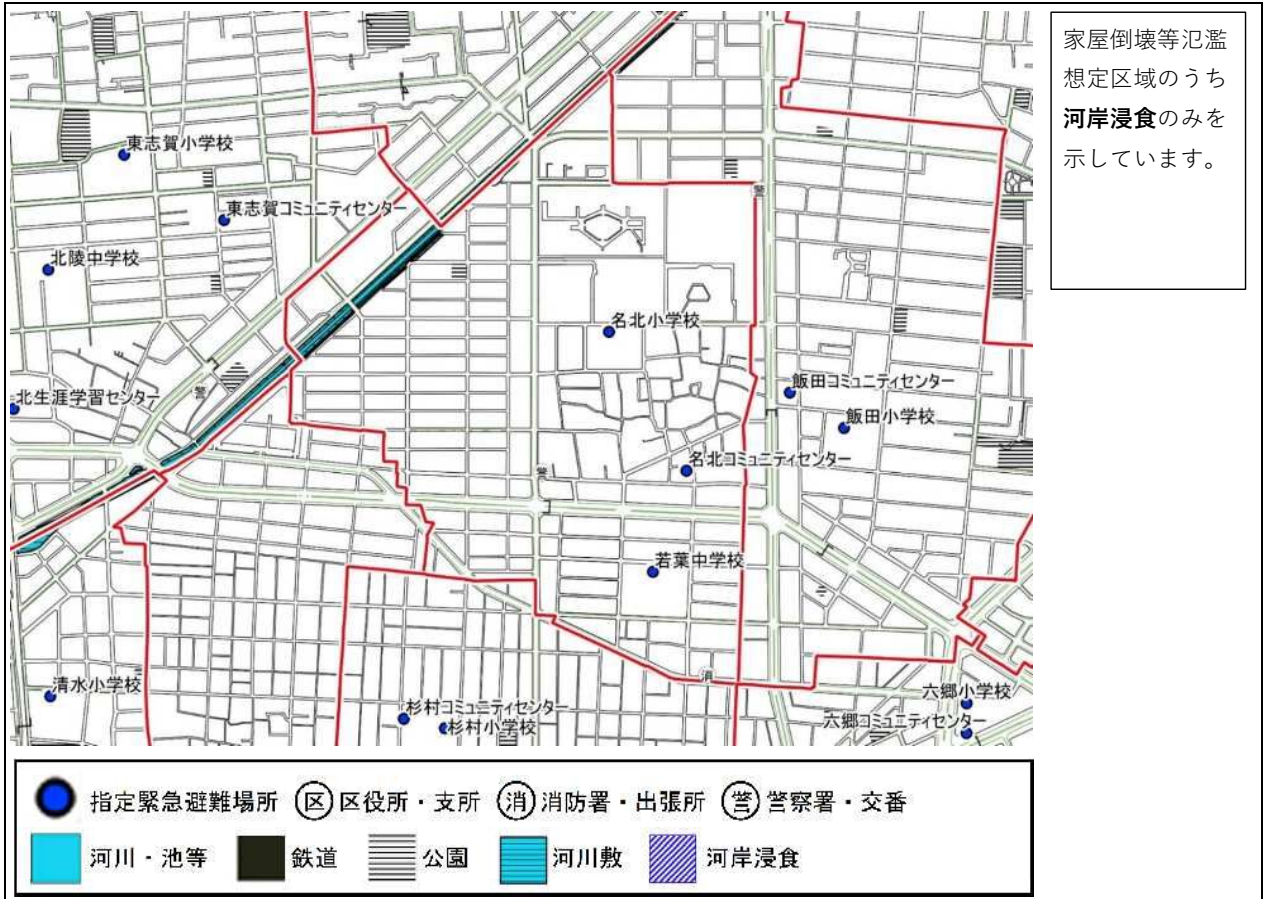 家屋倒壊等氾濫
想定区域のうち
河岸浸食のみを
示しています。
東志賀小学校
東志賀コミュニティセンター
北陵中学校
警
名北小学校
警
北生涯学習センター
飯田コミュニティセンター
飯田小学校
名北コミュニティセンター
警
若葉中学校
消
清水小学校
杉村コミュニティセンター
杉村小学校
六郷小学校
六郷コミュニティセンター
指定緊急避難場所 区 区役所・支所 消 消防署・出張所 警 警察署・交番
河川・池等 鉄道 公園 河川敷 河岸浸食